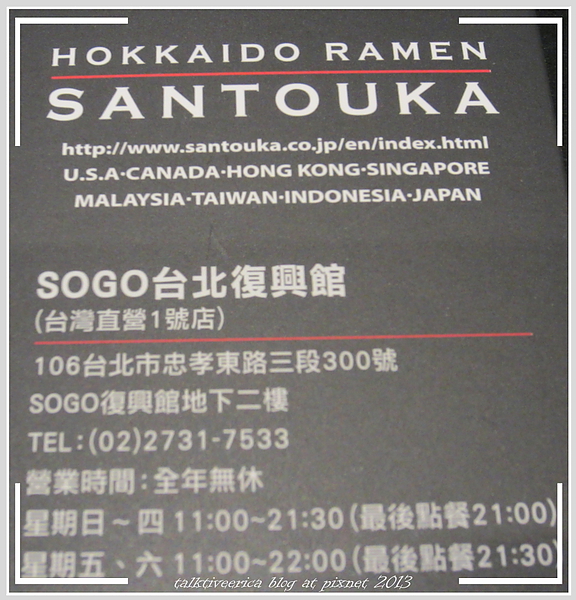 HOKKAIDO RAMEN
SANTOUKA
http://www.santouka.co.jp/en/index.html
U.S.A·CANADA·HONG KONG·SINGAPORE
MALAYSIA·TAIWAN·INDONESIA·JAPAN
SOGO台北復興館
(台灣直營1號店)
106台北市忠孝東路三段300號
SOGO復興館地下二樓
TEL:(02)2731-7533
營業時間:全年無休
星期日~四 11:00~21:30(最後點餐21:00)
星期五、六 11:00~22:00(最後點餐21:30)
talktiveerica blog at pixnet 2013